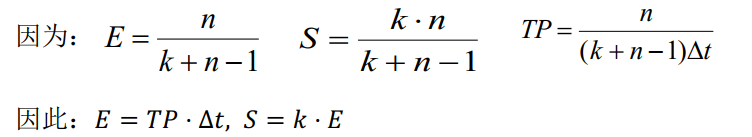 因为： E = n / (k + n − 1) S = k · n / (k + n − 1) TP = n / ((k + n − 1)Δt)
因此：E = TP · Δt, S = k · E